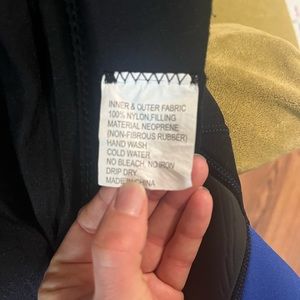 INNER & OUTER FABRIC
100% NYLON,FILLING
MATERIAL NEOPRENE
(NON-FIBROUS RUBBER)
HAND WASH
COLD WATER
NO BLEACH, NO IRON
DRIP DRY
MADE IN CHINA